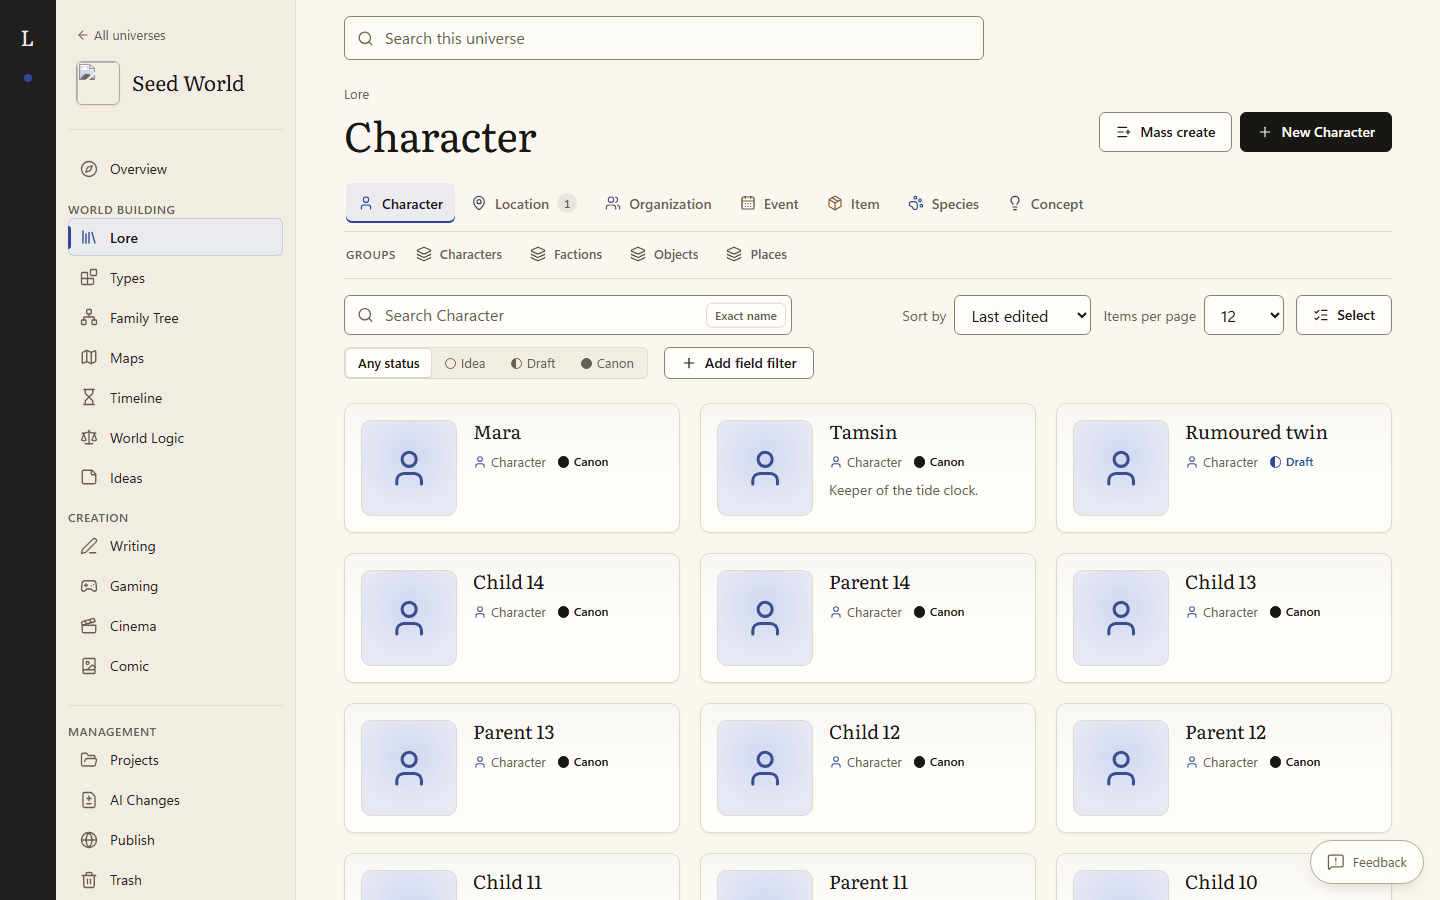 L
All universes
Seed World
Overview
WORLD BUILDING
Lore
Types
Family Tree
Maps
Timeline
World Logic
Ideas
CREATION
Writing
Gaming
Cinema
Comic
MANAGEMENT
Projects
AI Changes
Publish
Trash
Search this universe
Lore
Character
Mass create
New Character
Character Location 1 Organization Event Item Species Concept
GROUPS Characters Factions Objects Places
Search Character Exact name
Sort by Last edited Items per page 12 Select
Any status Idea Draft Canon Add field filter
Mara
Character Canon
Tamsin
Character Canon
Keeper of the tide clock.
Rumoured twin
Character Draft
Child 14
Character Canon
Parent 14
Character Canon
Child 13
Character Canon
Parent 13
Character Canon
Child 12
Character Canon
Parent 12
Character Canon
Child 11
Parent 11
Child 10
Feedback